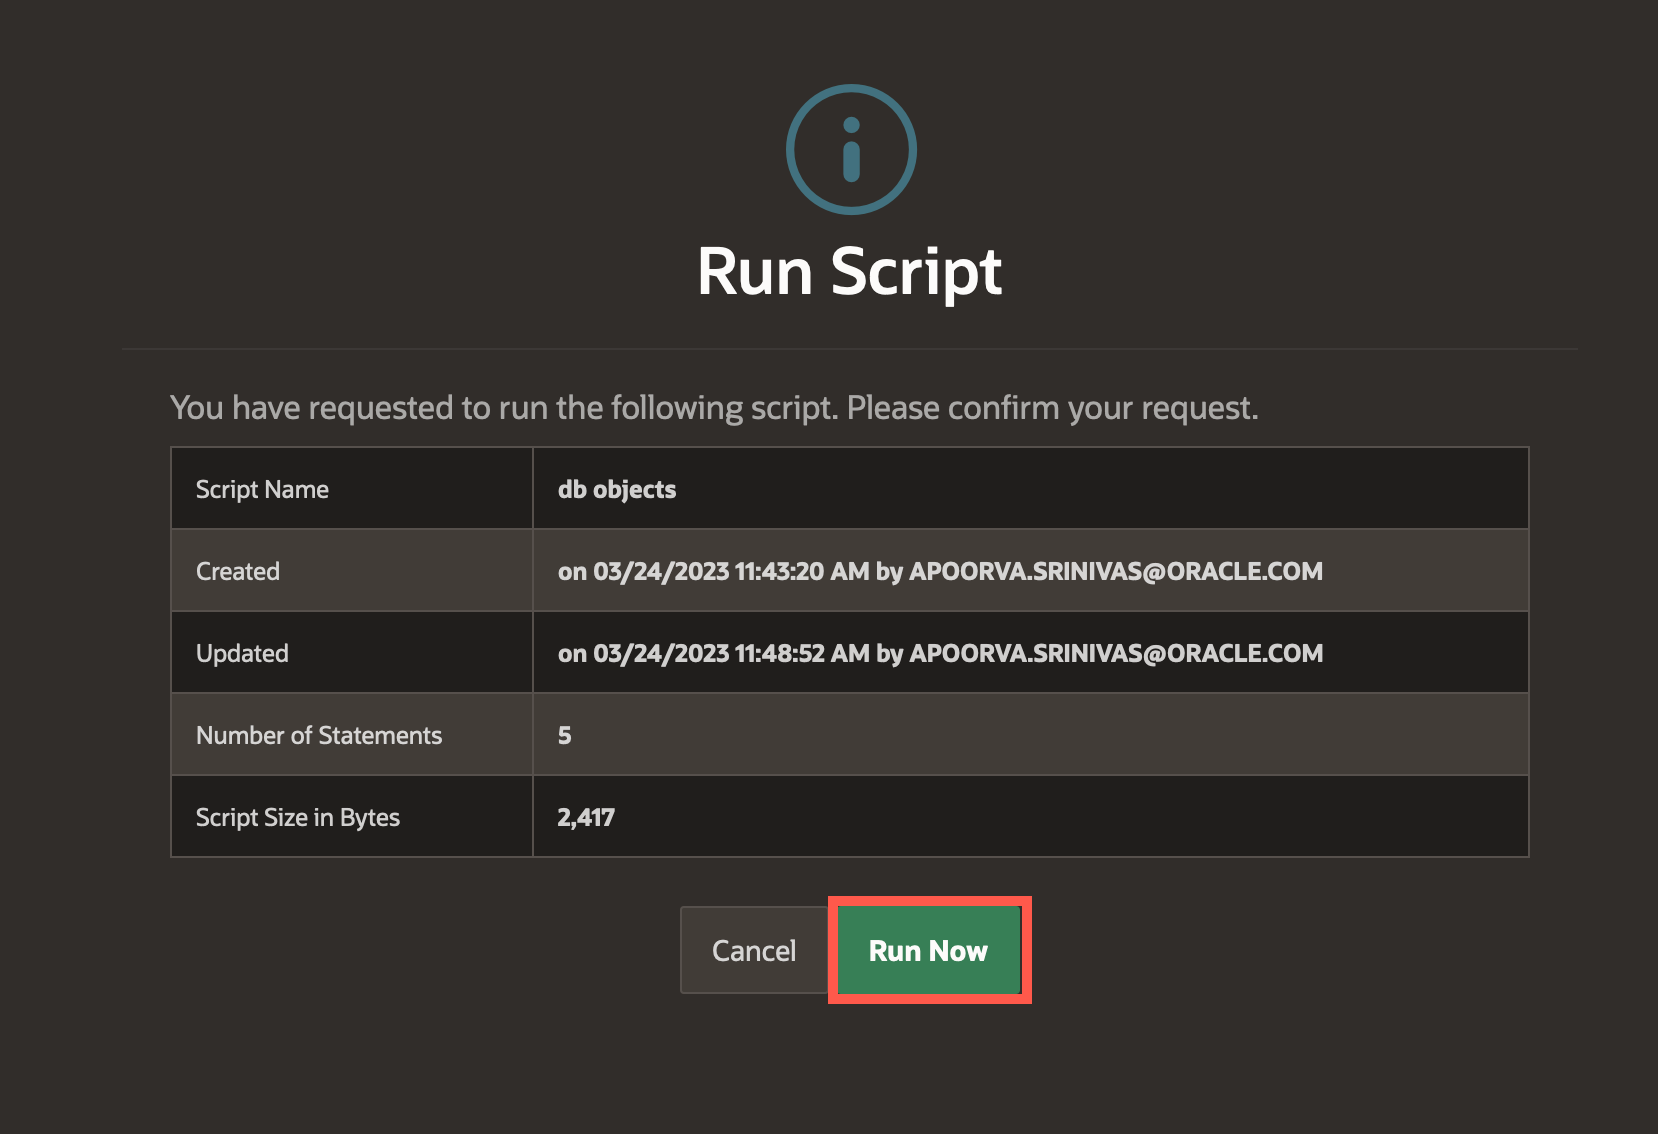 Run Script
You have requested to run the following script. Please confirm your request.
Script Name db objects
Created on 03/24/2023 11:43:20 AM by APOORVA.SRINIVAS@ORACLE.COM
Updated on 03/24/2023 11:48:52 AM by APOORVA.SRINIVAS@ORACLE.COM
Number of Statements 5
Script Size in Bytes 2,417
Cancel Run Now